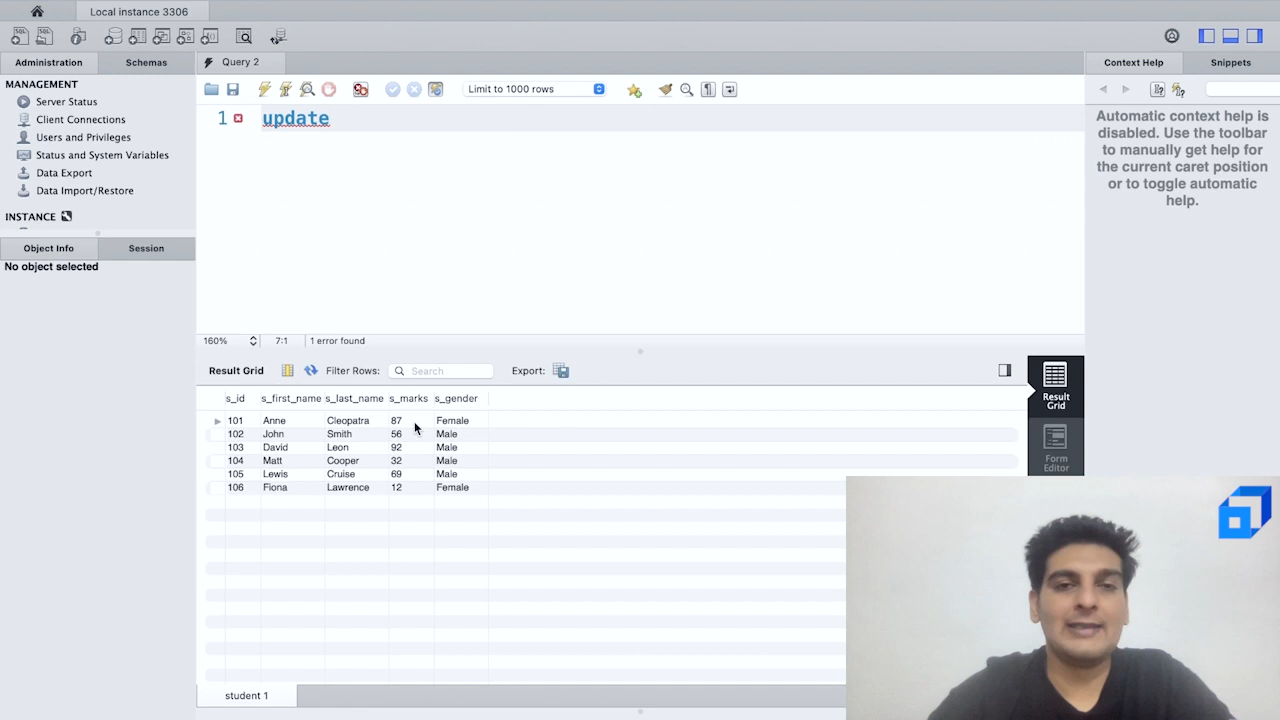 Local instance 3306
Administration
Schemas
Query 2
Context Help
Snippets
MANAGEMENT
Server Status
Client Connections
Users and Privileges
Status and System Variables
Data Export
Data Import/Restore
INSTANCE
Object Info
Session
No object selected
Limit to 1000 rows
1
update
160%
7:1
1 error found
Automatic context help is
disabled. Use the toolbar
to manually get help for
the current caret position
or to toggle automatic
help.
Result Grid
Filter Rows:
Search
Export:
s_id s_first_name s_last_name s_marks s_gender
101 Anne Cleopatra 87 Female
102 John Smith 56 Male
103 David Leon 92 Male
104 Matt Cooper 32 Male
105 Lewis Cruise 69 Male
106 Fiona Lawrence 12 Female
Result
Grid
Form
Editor
student 1